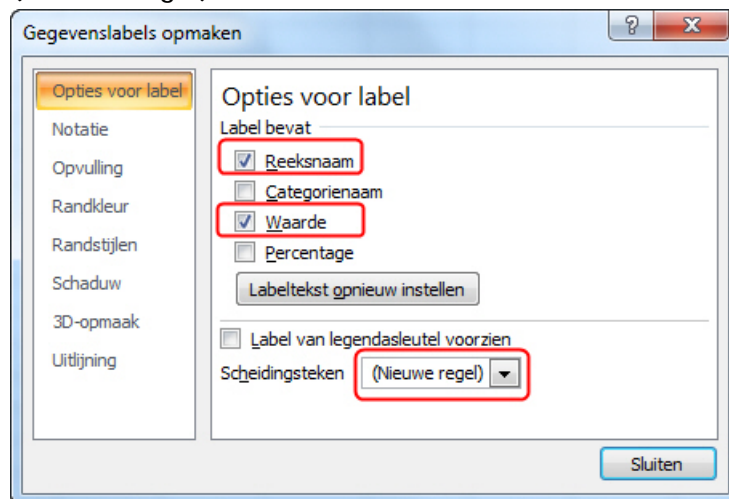 Gegevenslabels opmaken
Opties voor label
Notatie
Opvulling
Randkleur
Randstijlen
Schaduw
3D-opmaak
Uitlijning
Opties voor label
Label bevat
Reeksnaam
Categorienaam
Waarde
Percentage
Labeltekst opnieuw instellen
Label van legendasleutel voorzien
Scheidingsteken (Nieuwe regel)
Sluiten